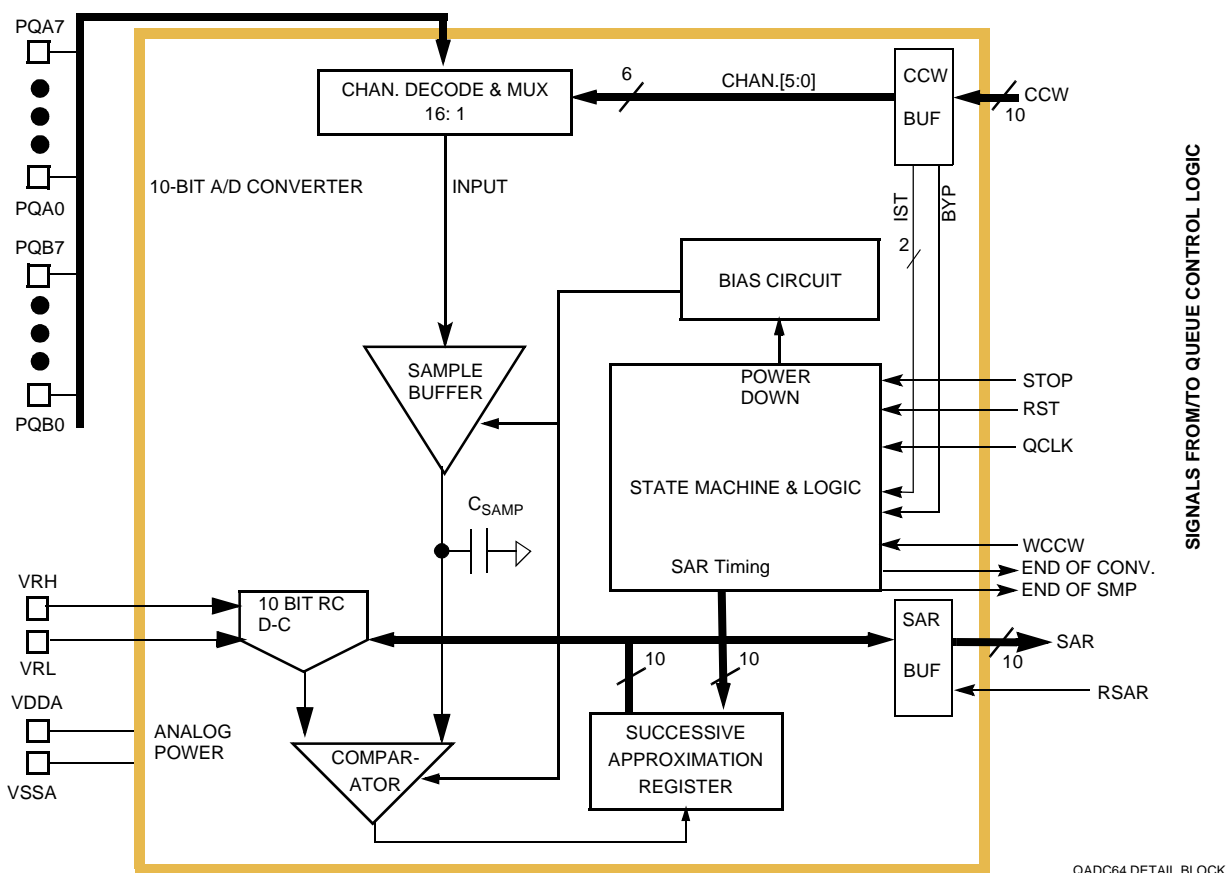 PQA7
PQA0
PQB7
PQB0
VRH
VRL
VDDA
VSSA
CHAN. DECODE & MUX
16: 1
6
CHAN.[5:0]
CCW
BUF
CCW
10
10-BIT A/D CONVERTER
INPUT
IST
BYP
2
BIAS CIRCUIT
SAMPLE
BUFFER
POWER
DOWN
STATE MACHINE & LOGIC
SAR Timing
STOP
RST
QCLK
WCCW
END OF CONV.
END OF SMP
CSAMP
10 BIT RC
D-C
10
10
SAR
BUF
SAR
10
RSAR
ANALOG
POWER
COMPAR-
ATOR
SUCCESSIVE
APPROXIMATION
REGISTER
SIGNALS FROM/TO QUEUE CONTROL LOGIC
QADC64 DETAIL BLOCK